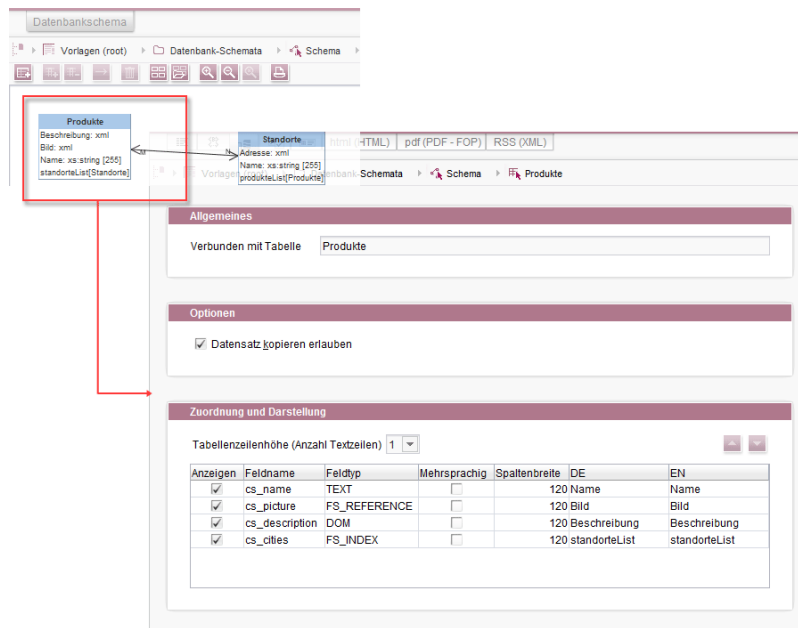 Datenbankschema
Vorlagen (root) Datenbank-Schemata Schema
Produkte
Beschreibung: xml
Bild: xml
Name: xs:string [255]
standorteList[Standorte]
M
N
Standorte
Adresse: xml
Name: xs:string [255]
produkteList[Produkte]
html (HTML) pdf (PDF - FOP) RSS (XML)
Vorlagen (root) Datenbank-Schemata Schema Produkte
Allgemeines
Verbunden mit Tabelle Produkte
Optionen
Datensatz kopieren erlauben
Zuordnung und Darstellung
Tabellenzeilenhöhe (Anzahl Textzeilen) 1
Anzeigen Feldname Feldtyp Mehrsprachig Spaltenbreite DE EN
cs_name TEXT 120 Name Name
cs_picture FS_REFERENCE 120 Bild Bild
cs_description DOM 120 Beschreibung Beschreibung
cs_cities FS_INDEX 120 standorteList standorteList